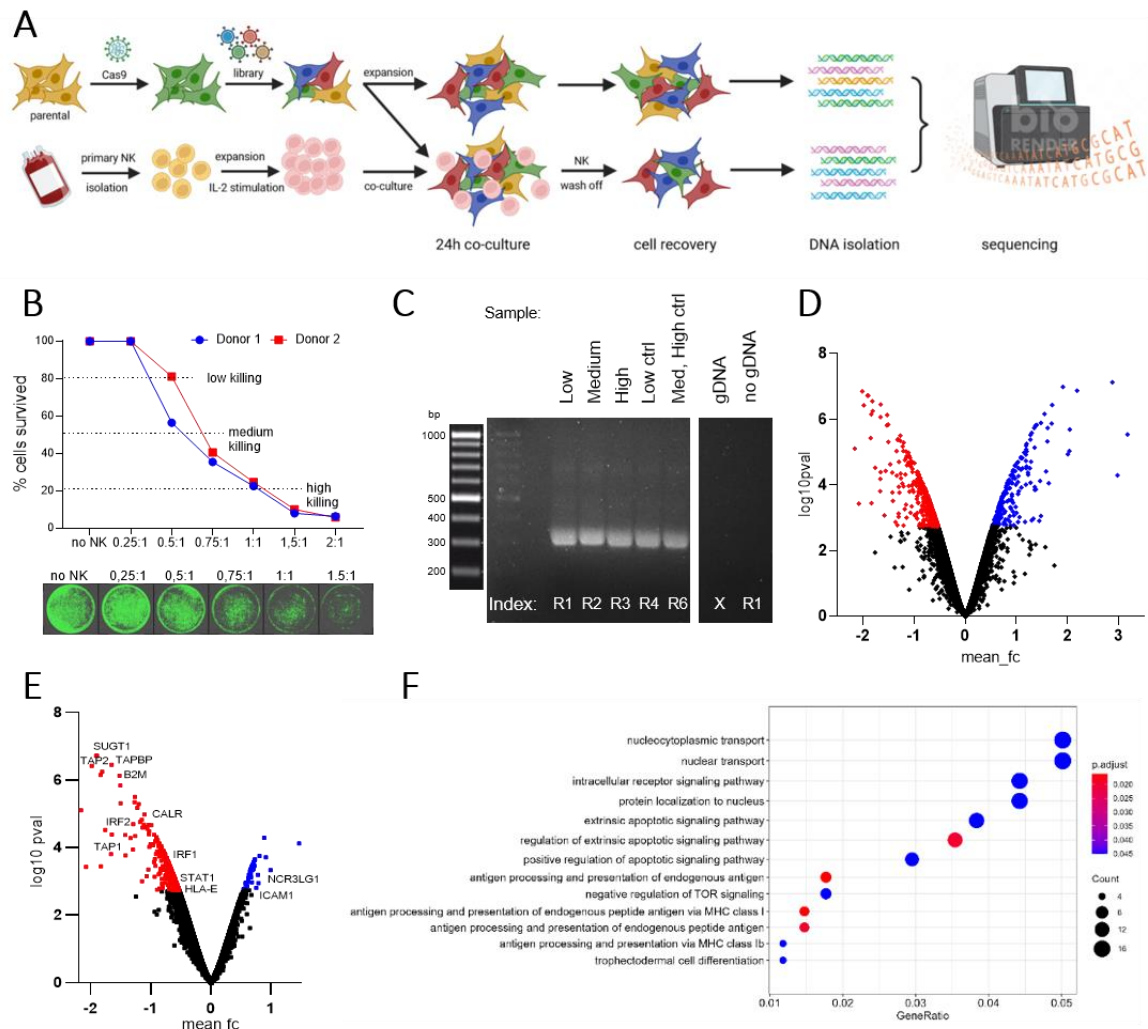 A
Cas9
library
expansion
parental
primary NK
isolation
expansion
IL-2 stimulation
co-culture
NK
wash off
24h co-culture
cell recovery
DNA isolation
sequencing
bio
RENDER
B
Donor 1
Donor 2
% cells survived
100
80
60
40
20
0
low killing
medium
killing
high
killing
no NK 0.25:1 0.5:1 0.75:1 1:1 1,5:1 2:1
no NK 0,25:1 0,5:1 0,75:1 1:1 1.5:1
C
Sample:
Low
Medium
High
Low ctrl
Med, High ctrl
gDNA
no gDNA
bp
1000
500
400
300
200
Index: R1 R2 R3 R4 R6 X R1
D
log10pval
8
6
4
2
0
-2 -1 0 1 2 3
mean_fc
E
log10 pval
8
6
4
2
0
SUGT1
TAP2 TAPBP
B2M
CALR
IRF2
TAP1
IRF1
STAT1
HLA-E
NCR3LG1
ICAM1
-2 -1 0 1
mean_fc
F
nucleocytoplasmic transport
nuclear transport
intracellular receptor signaling pathway
protein localization to nucleus
extrinsic apoptotic signaling pathway
regulation of extrinsic apoptotic signaling pathway
positive regulation of apoptotic signaling pathway
antigen processing and presentation of endogenous antigen
negative regulation of TOR signaling
antigen processing and presentation of endogenous peptide antigen via MHC class I
antigen processing and presentation of endogenous peptide antigen
antigen processing and presentation via MHC class Ib
trophectodermal cell differentiation
0.01 0.02 0.03 0.04 0.05
GeneRatio
p.adjust
0.020
0.025
0.030
0.035
0.040
0.045
Count
4
6
12
16